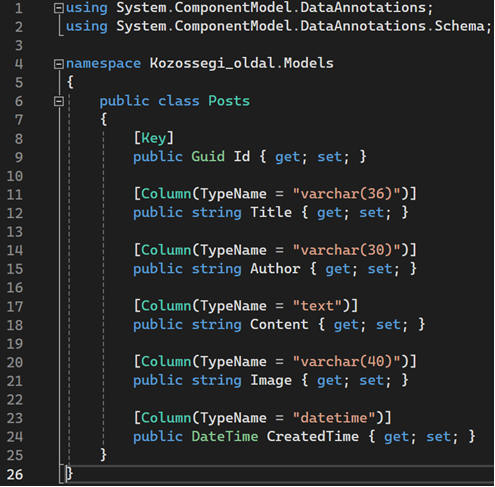 1 using System.ComponentModel.DataAnnotations;
2 using System.ComponentModel.DataAnnotations.Schema;
3
4 namespace Kozossegi_oldal.Models
5 {
6 public class Posts
7 {
8 [Key]
9 public Guid Id { get; set; }
10
11 [Column(TypeName = "varchar(36)")]
12 public string Title { get; set; }
13
14 [Column(TypeName = "varchar(30)")]
15 public string Author { get; set; }
16
17 [Column(TypeName = "text")]
18 public string Content { get; set; }
19
20 [Column(TypeName = "varchar(40)")]
21 public string Image { get; set; }
22
23 [Column(TypeName = "datetime")]
24 public DateTime CreatedTime { get; set; }
25 }
26 }